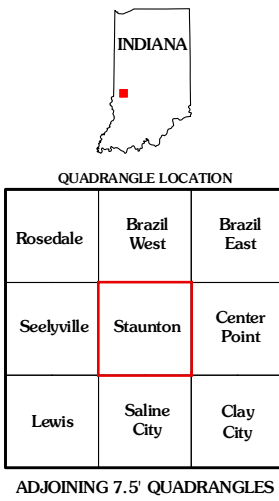 INDIANA
QUADRANGLE LOCATION
Rosedale
Brazil
West
Brazil
East
Seelyville
Staunton
Center
Point
Lewis
Saline
City
Clay
City
ADJOINING 7.5' QUADRANGLES